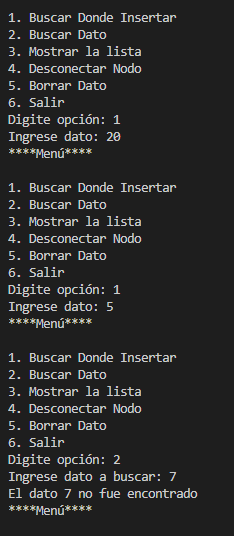 1. Buscar Donde Insertar
2. Buscar Dato
3. Mostrar la lista
4. Desconectar Nodo
5. Borrar Dato
6. Salir
Digite opción: 1
Ingrese dato: 20
****Menú****
1. Buscar Donde Insertar
2. Buscar Dato
3. Mostrar la lista
4. Desconectar Nodo
5. Borrar Dato
6. Salir
Digite opción: 1
Ingrese dato: 5
****Menú****
1. Buscar Donde Insertar
2. Buscar Dato
3. Mostrar la lista
4. Desconectar Nodo
5. Borrar Dato
6. Salir
Digite opción: 2
Ingrese dato a buscar: 7
El dato 7 no fue encontrado
****Menú****